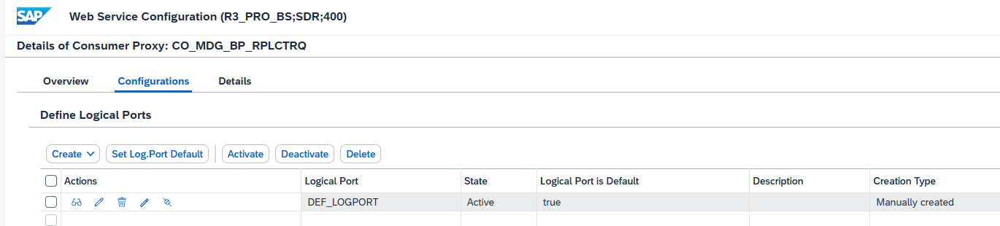 SAP Web Service Configuration (R3_PRO_BS;SDR;400)
Details of Consumer Proxy: CO_MDG_BP_RPLCTRQ
Overview Configurations Details
Define Logical Ports
Create Set Log.Port Default Activate Deactivate Delete
Actions Logical Port State Logical Port is Default Description Creation Type
DEF_LOGPORT Active true Manually created